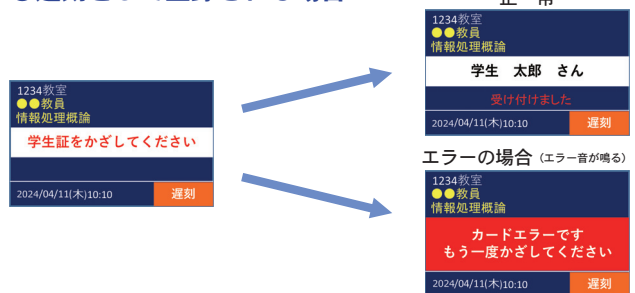 1234教室
●●教員
情報処理概論
学生証をかざしてください
2024/04/11(木)10:10 遅刻
1234教室
●●教員
情報処理概論
学生 太郎 さん
受け付けました
2024/04/11(木)10:10 遅刻
エラーの場合(エラー音が鳴る)
1234教室
●●教員
情報処理概論
カードエラーです
もう一度かざしてください
2024/04/11(木)10:10 遅刻